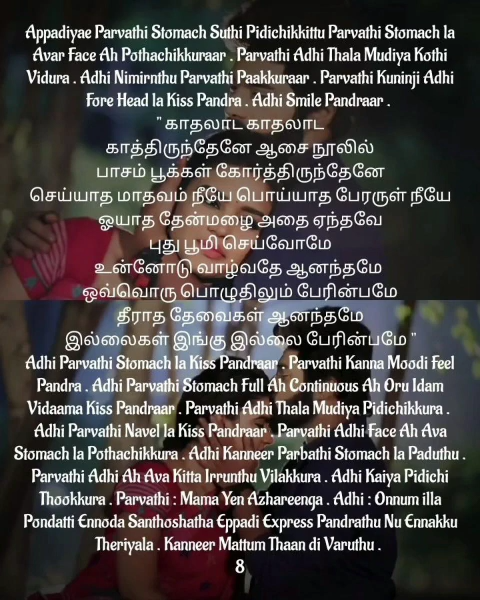 Appadiyae Parvathi Stomach Suthi Pidichikkittu Parvathi Stomach la
Avar Face Ah Pothachikkuraar . Parvathi Adhi Thala Mudiya Kothi
Vidura . Adhi Nimirnthu Parvathi Paakkuraar . Parvathi Kuninji Adhi
Fore Head la Kiss Pandra . Adhi Smile Pandraar .
" காதலாட காதலாட
காத்திருந்தேனே ஆசை நூலில்
பாசம் பூக்கள் கோர்த்திருந்தேனே
செய்யாத மாதவம் நீயே பொய்யாத பேரருள் நீயே
ஓயாத தேன்மழை அதை ஏந்தவே
புது பூமி செய்வோமே
உன்னோடு வாழ்வதே ஆனந்தமே
ஒவ்வொரு பொழுதிலும் பேரின்பமே
தீராத தேவைகள் ஆனந்தமே
இல்லைகள் இங்கு இல்லை பேரின்பமே "
Adhi Parvathi Stomach la Kiss Pandraar . Parvathi Kanna Moodi Feel
Pandra . Adhi Parvathi Stomach Full Ah Continuous Ah Oru Idam
Vidaama Kiss Pandraar . Parvathi Adhi Thala Mudiya Pidichikkura .
Adhi Parvathi Navel la Kiss Pandraar . Parvathi Adhi Face Ah Ava
Stomach la Pothachikkura . Adhi Kanneer Parbathi Stomach la Paduthu .
Parvathi Adhi Ah Ava Kitta Irrunthu Vilakkura . Adhi Kaiya Pidichi
Thookkura . Parvathi : Mama Yen Azhareenga . Adhi : Onnum illa
Pondatti Ennoda Santhoshatha Eppadi Express Pandrathu Nu Ennakku
Theriyala . Kanneer Mattum Thaan di Varuthu .
8